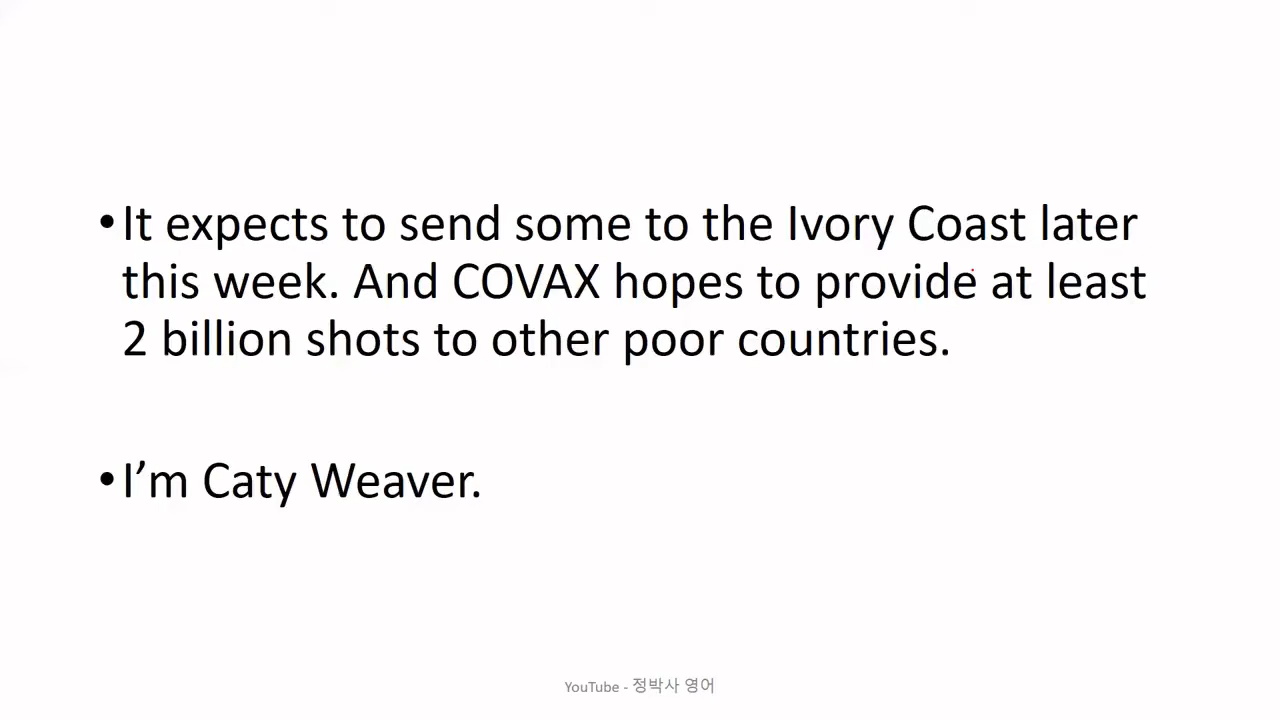 •It expects to send some to the Ivory Coast later
this week. And COVAX hopes to provide at least
2 billion shots to other poor countries.
•I’m Caty Weaver.
YouTube - 정박사 영어